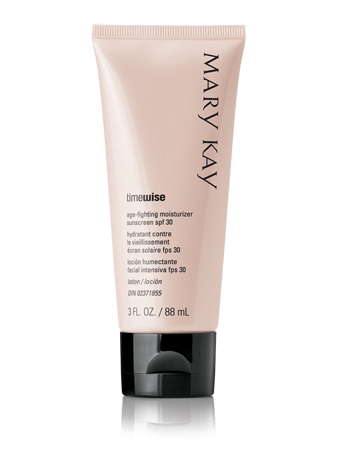 MARY KAY
timewise
age-fighting moisturizer
sunscreen spf 30
hydratant contre
le vieillissement
écran solaire fps 30
loción humectante
facial intensiva fps 30
lotion / loción
DIN 02371855
3 FL. OZ. / 88 mL